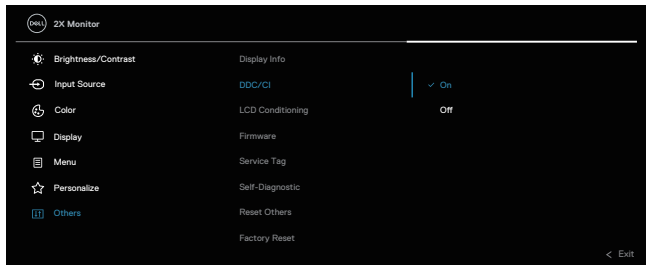 DELL 2X Monitor
Brightness/Contrast Display Info
Input Source DDC/CI On
Color LCD Conditioning Off
Display Firmware
Menu Service Tag
Personalize Self-Diagnostic
Others Reset Others
Factory Reset
Exit